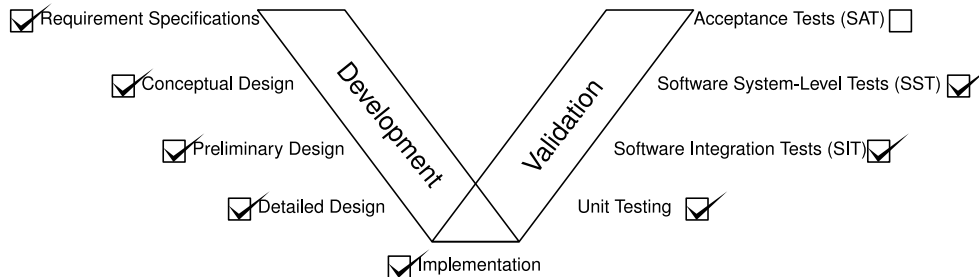 Requirement Specifications
Acceptance Tests (SAT)
Conceptual Design
Development
Validation
Software System-Level Tests (SST)
Preliminary Design
Software Integration Tests (SIT)
Detailed Design
Unit Testing
Implementation